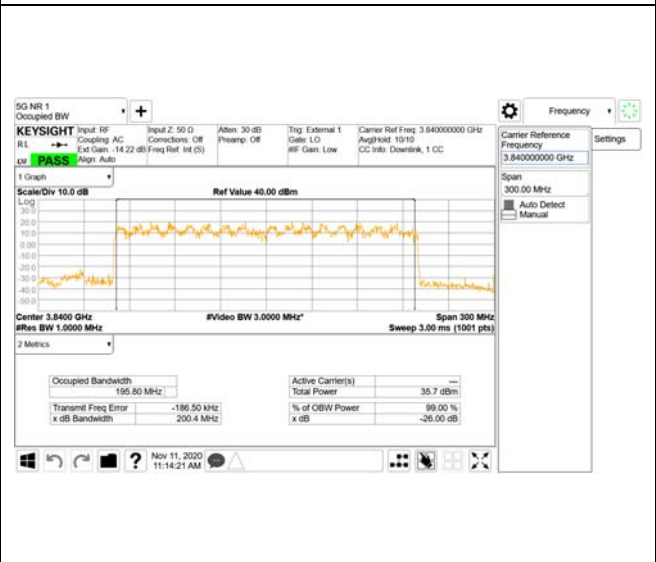 5G NR 1
Occupied BW
+
Frequency
KEYSIGHT
Input: RF
Input Z: 50 Ω
Atten: 30 dB
Trig: External 1
Carrier Ref Freq: 3.840000000 GHz
RL
Coupling: AC
Corrections: Off
Preamp: Off
Gate: LO
Avg|Hold: 10/10
Ext Gain: -14.22 dB
Freq Ref: Int (S)
#IF Gain: Low
CC Info: Downlink, 1 CC
PASS
Align: Auto
Carrier Reference
Frequency
3.840000000 GHz
Settings
Span
300.00 MHz
Auto Detect
Manual
1 Graph
Scale/Div 10.0 dB
Ref Value 40.00 dBm
Log
30.0
20.0
10.0
0.00
-10.0
-20.0
-30.0
-40.0
-50.0
Center 3.8400 GHz
#Video BW 3.0000 MHz*
Span 300 MHz
#Res BW 1.0000 MHz
Sweep 3.00 ms (1001 pts)
2 Metrics
Occupied Bandwidth
195.80 MHz
Active Carrier(s)
---
Total Power
35.7 dBm
Transmit Freq Error
-186.50 kHz
% of OBW Power
99.00 %
x dB Bandwidth
200.4 MHz
x dB
-26.00 dB
?
Nov 11, 2020
11:14:21 AM